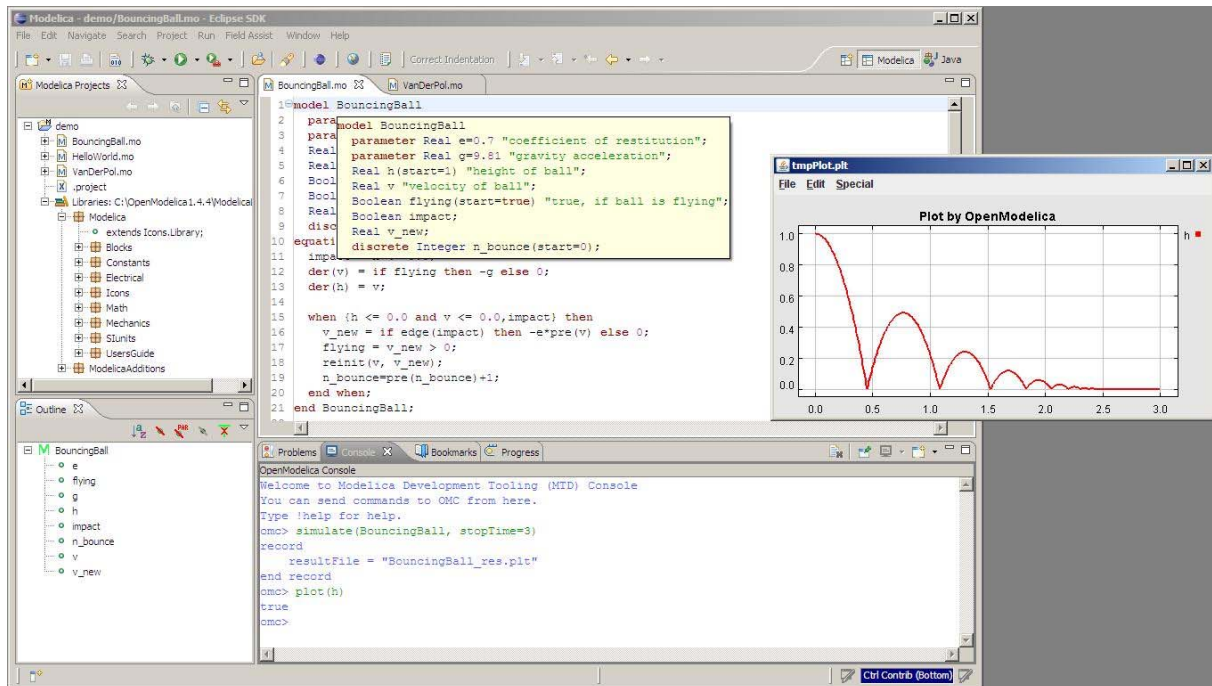 Modelica - demo/BouncingBall.mo - Eclipse SDK
File Edit Navigate Search Project Run Field Assist Window Help
Correct Indentation
Modelica Java
Modelica Projects
demo
BouncingBall.mo
HelloWorld.mo
VanDerPol.mo
.project
Libraries: C:\OpenModelica1.4.4\Modelical
Modelica
extends Icons.Library;
Blocks
Constants
Electrical
Icons
Math
Mechanics
SIunits
UsersGuide
ModelicaAdditions
Outline
BouncingBall
e
flying
g
h
impact
n_bounce
v
v_new
BouncingBall.mo VanDerPol.mo
1 model BouncingBall
2 para
3 para
4 Real
5 Real
6 Bool
7 Bool
8 Real
9 disc
10 equati
11 impact
12 der(v) = if flying then -g else 0;
13 der(h) = v;
14
15 when {h <= 0.0 and v <= 0.0,impact} then
16 v_new = if edge(impact) then -e*pre(v) else 0;
17 flying = v_new > 0;
18 reinit(v, v_new);
19 n_bounce=pre(n_bounce)+1;
20 end when;
21 end BouncingBall;
model BouncingBall
parameter Real e=0.7 "coefficient of restitution";
parameter Real g=9.81 "gravity acceleration";
Real h(start=1) "height of ball";
Real v "velocity of ball";
Boolean flying(start=true) "true, if ball is flying";
Boolean impact;
Real v_new;
discrete Integer n_bounce(start=0);
Problems Console Bookmarks Progress
OpenModelica Console
Welcome to Modelica Development Tooling (MTD) Console
You can send commands to OMC from here.
Type !help for help.
omc> simulate(BouncingBall, stopTime=3)
record
resultFile = "BouncingBall_res.plt"
end record
omc> plot(h)
true
omc>
Ctrl Contrib (Bottom)
tmpPlot.plt
File Edit Special
Plot by OpenModelica
h
1.0
0.8
0.6
0.4
0.2
0.0
0.0 0.5 1.0 1.5 2.0 2.5 3.0